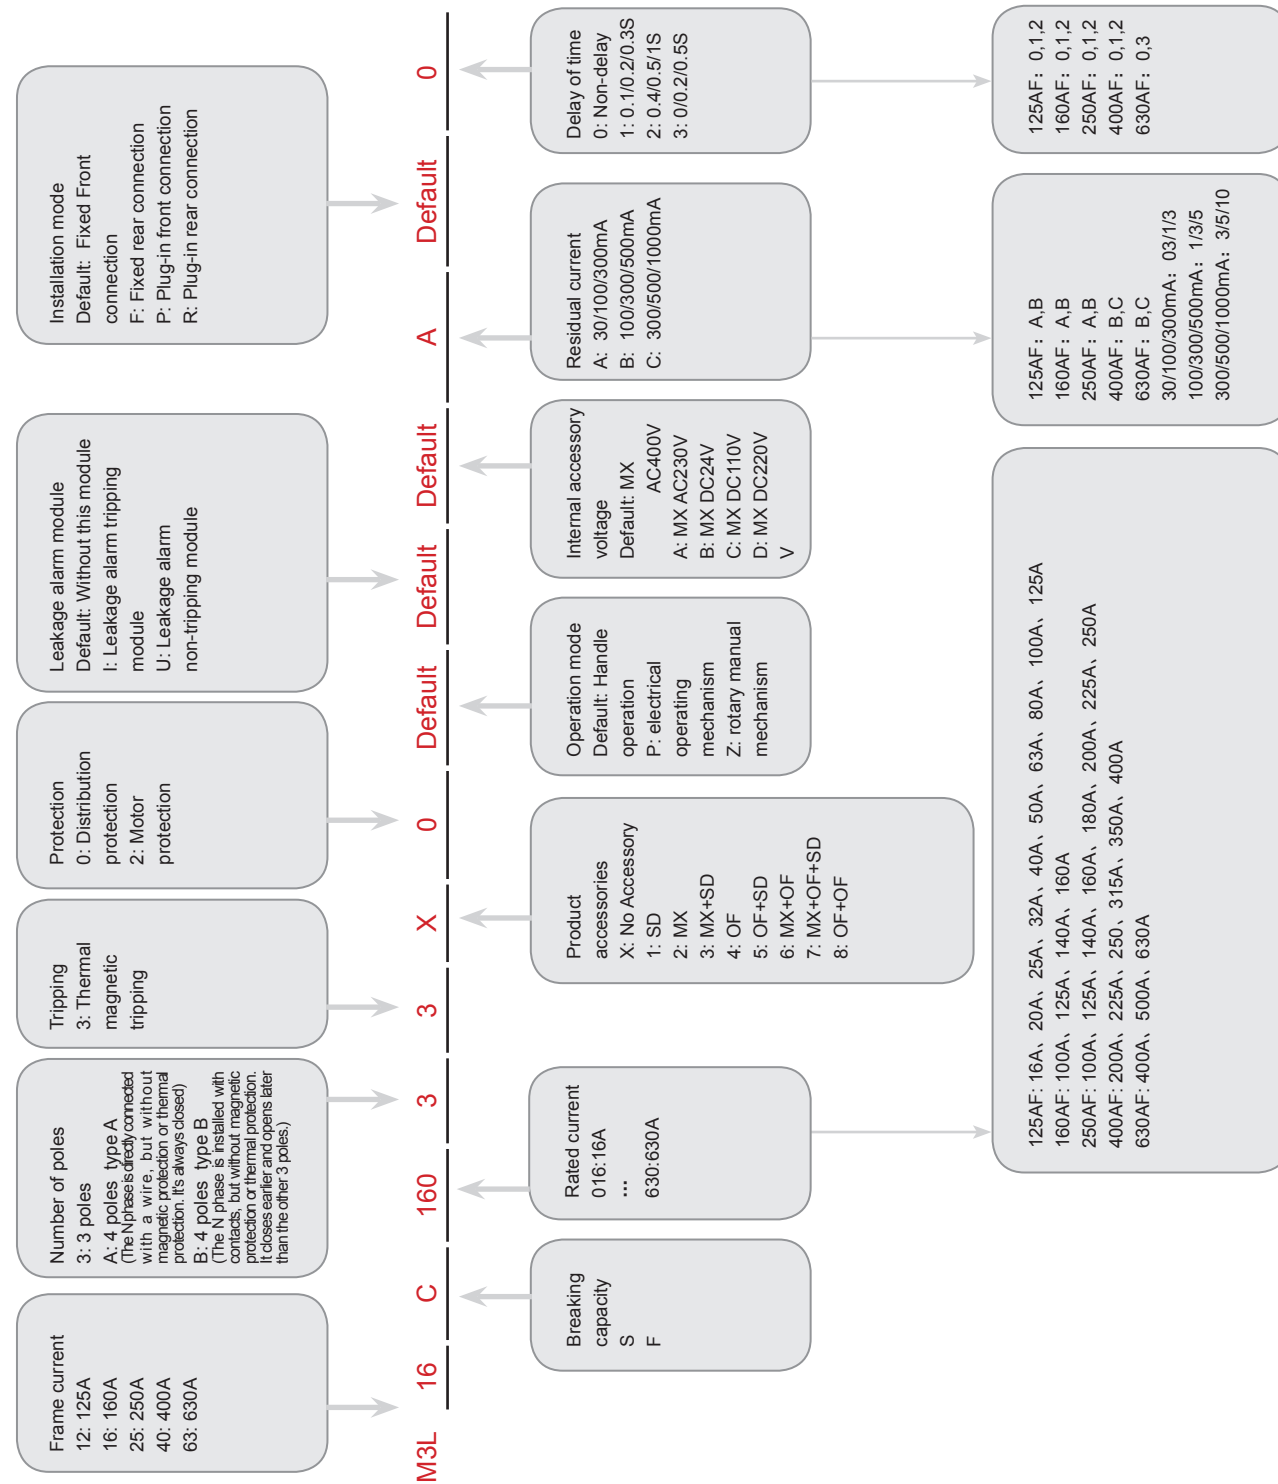 Frame current
12: 125A
16: 160A
25: 250A
40: 400A
63: 630A
Number of poles
3: 3 poles
A: 4 poles type A
(The N phase is directly connected
with a wire, but without
magnetic protection or thermal
protection. It's always closed)
B: 4 poles type B
(The N phase is installed with
contacts, but without magnetic
protection or thermal protection.
It closes earlier and opens later
than the other 3 poles.)
Tripping
3: Thermal
magnetic
tripping
Protection
0: Distribution
protection
2: Motor
protection
Leakage alarm module
Default: Without this module
I: Leakage alarm tripping
module
U: Leakage alarm
non-tripping module
Installation mode
Default: Fixed Front
connection
F: Fixed rear connection
P: Plug-in front connection
R: Plug-in rear connection
M3L 16 C 160 3 3 X 0 Default Default Default A Default 0
Breaking
capacity
S
F
Rated current
016:16A
...
630:630A
Product
accessories
X: No Accessory
1: SD
2: MX
3: MX+SD
4: OF
5: OF+SD
6: MX+OF
7: MX+OF+SD
8: OF+OF
Operation mode
Default: Handle
operation
P: electrical
operating
mechanism
Z: rotary manual
mechanism
Internal accessory
voltage
Default: MX
AC400V
A: MX AC230V
B: MX DC24V
C: MX DC110V
D: MX DC220V
V
Residual current
A: 30/100/300mA
B: 100/300/500mA
C: 300/500/1000mA
Delay of time
0: Non-delay
1: 0.1/0.2/0.3S
2: 0.4/0.5/1S
3: 0/0.2/0.5S
125AF: 16A、20A、25A、32A、40A、50A、63A、80A、100A、125A
160AF: 100A、125A、140A、160A
250AF: 100A、125A、140A、160A、180A、200A、225A、250A
400AF: 200A、225A、250、315A、350A、400A
630AF: 400A、500A、630A
125AF：A,B
160AF：A,B
250AF：A,B
400AF：B,C
630AF：B,C
30/100/300mA：03/1/3
100/300/500mA：1/3/5
300/500/1000mA：3/5/10
125AF：0,1,2
160AF：0,1,2
250AF：0,1,2
400AF：0,1,2
630AF：0,3